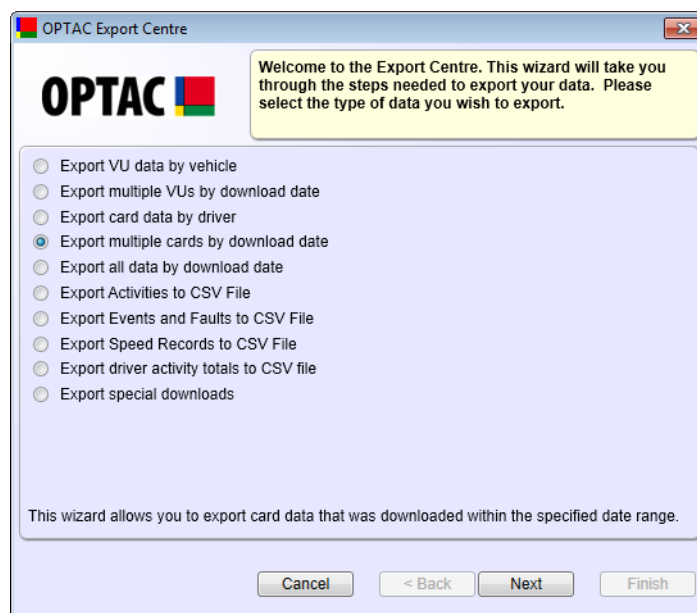 OPTAC Export Centre
OPTAC
Welcome to the Export Centre. This wizard will take you
through the steps needed to export your data.  Please
select the type of data you wish to export.
Export VU data by vehicle
Export multiple VUs by download date
Export card data by driver
Export multiple cards by download date
Export all data by download date
Export Activities to CSV File
Export Events and Faults to CSV File
Export Speed Records to CSV File
Export driver activity totals to CSV file
Export special downloads
This wizard allows you to export card data that was downloaded within the specified date range.
Cancel
< Back
Next
Finish